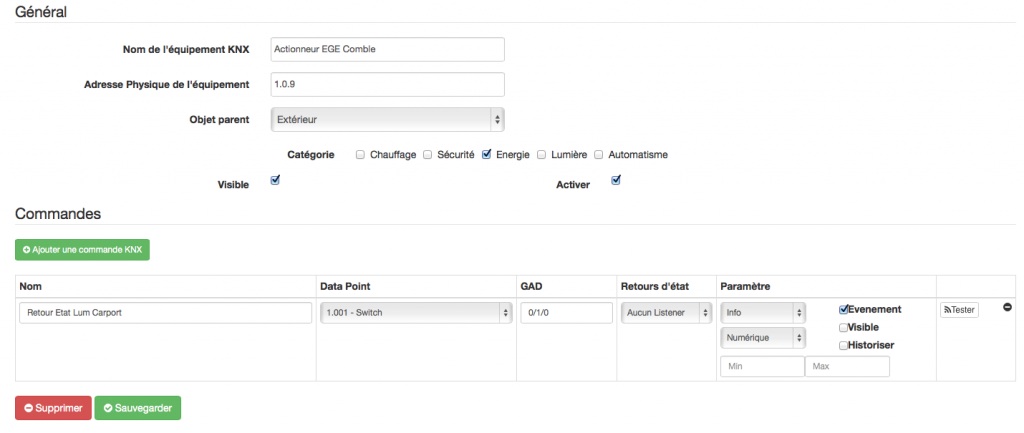 Général
Nom de l'équipement KNX Actionneur EGE Comble
Adresse Physique de l'équipement 1.0.9
Objet parent Extérieur
Catégorie Chauffage Sécurité Energie Lumière Automatisme
Visible Activer
Commandes
Ajouter une commande KNX
Nom Data Point GAD Retours d'état Paramètre
Retour Etat Lum Carport 1.001 - Switch 0/1/0 Aucun Listener Info Evenement Tester
Visible
Numérique
Historiser
Min Max
Supprimer Sauvegarder